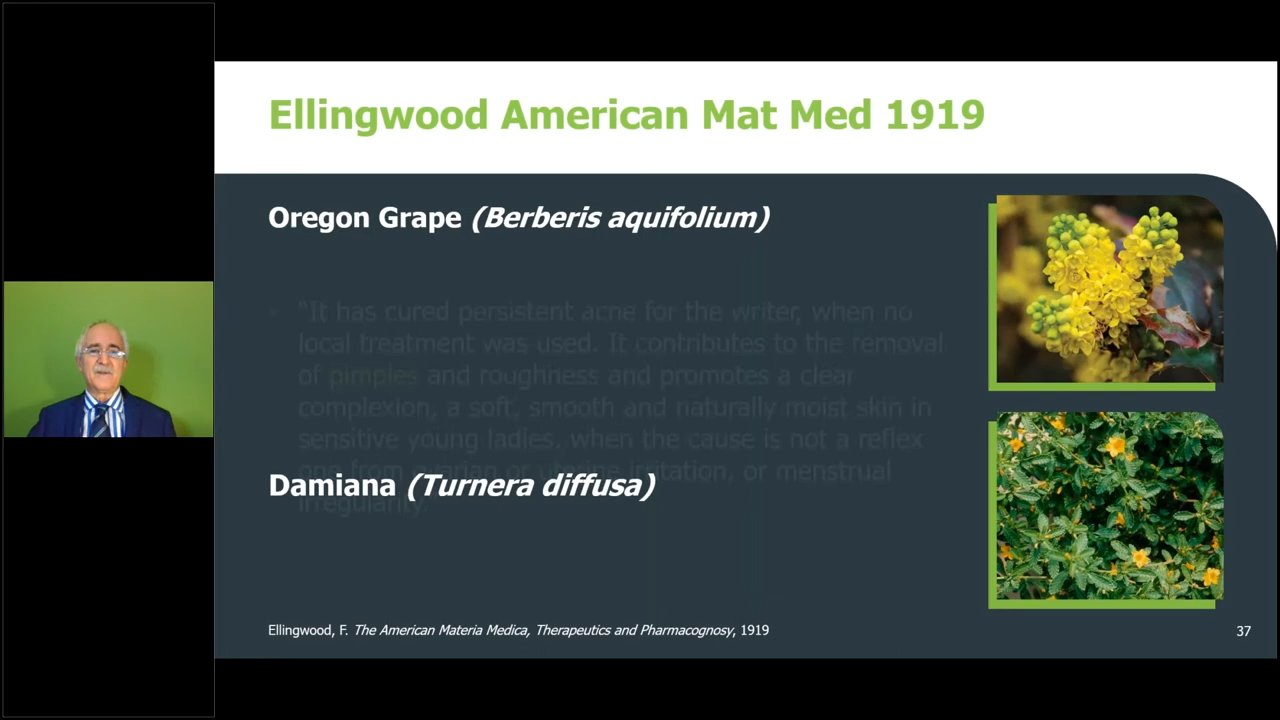 Ellingwood American Mat Med 1919
Oregon Grape (Berberis aquifolium)
• "It has cured persistent acne for the writer, when no
local treatment was used. It contributes to the removal
of pimples and roughness and promotes a clear
complexion, a soft, smooth and naturally moist skin in
sensitive young ladies, when the cause is not a reflex
one from ovarian or uterine irritation, or menstrual
irregularity
Damiana (Turnera diffusa)
Ellingwood, F. The American Materia Medica, Therapeutics and Pharmacognosy, 1919
37